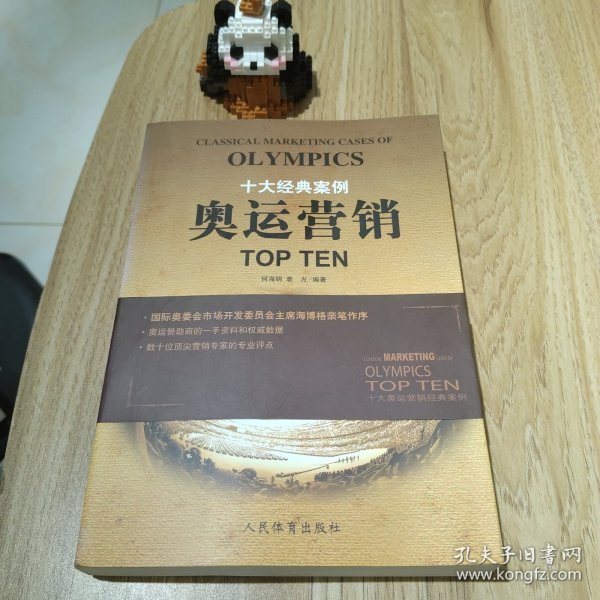 CLASSICAL MARKETING CASES OF
OLYMPICS
十大经典案例
奥运营销
TOP TEN
何海明 袁 方 编著
·国际奥委会市场开发委员会主席海博格亲笔作序
·奥运赞助商的一手资料和权威数据
·数十位顶尖营销专家的专业评点
CLASSICAL MARKETING CASES OF
OLYMPICS
TOP TEN
十大奥运营销经典案例
人民体育出版社
孔夫子旧书网
www.kongfz.com